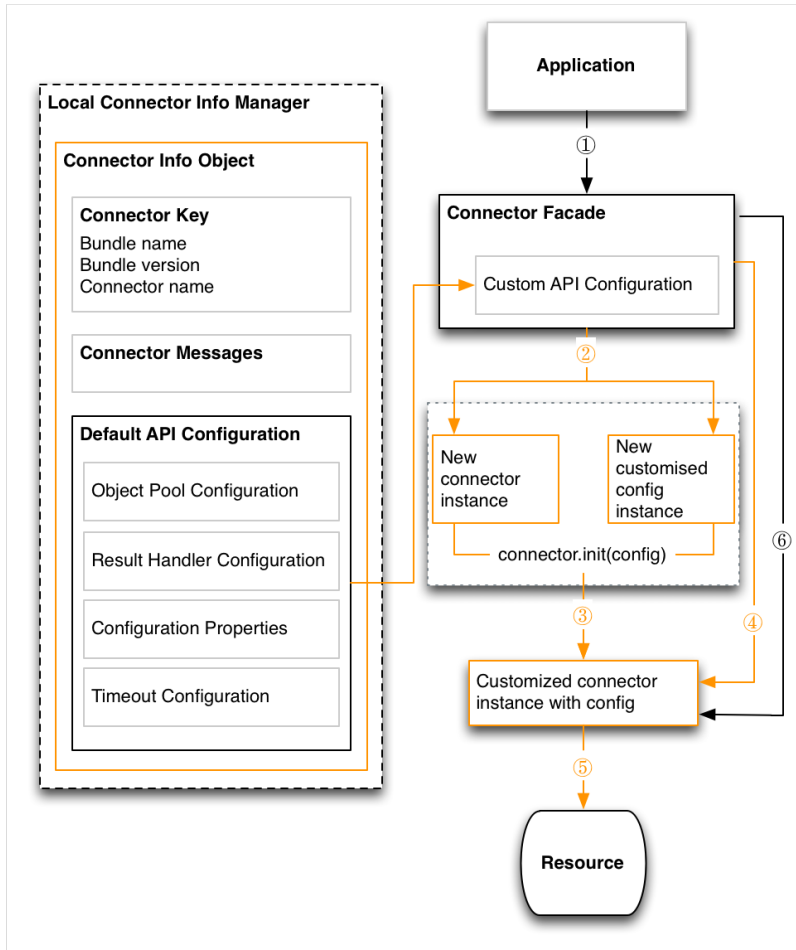 Application
Local Connector Info Manager
Connector Info Object
Connector Key
Bundle name
Bundle version
Connector name
Connector Messages
Default API Configuration
Object Pool Configuration
Result Handler Configuration
Configuration Properties
Timeout Configuration
①
Connector Facade
Custom API Configuration
②
New
connector
instance
New
customised
config
instance
connector.init(config)
⑥
③
④
Customized connector
instance with config
⑤
Resource